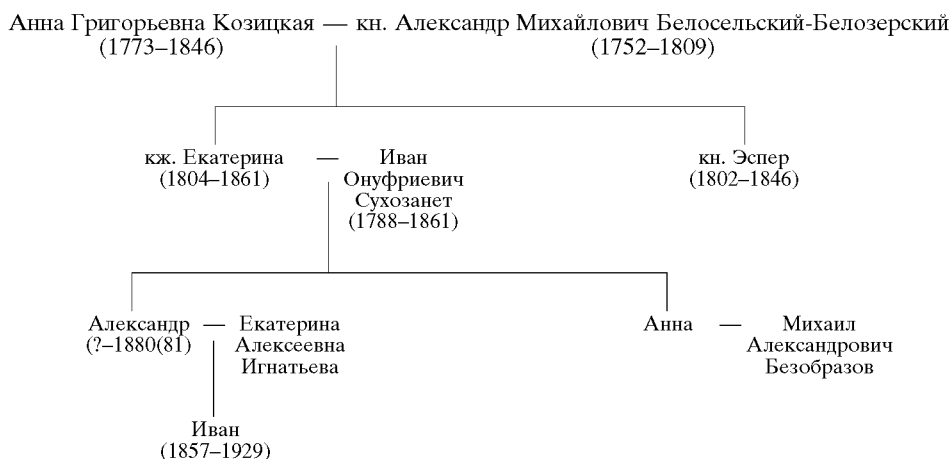 Анна Григорьевна Козицкая — кн. Александр Михайлович Белосельский-Белозерский
(1773–1846) (1752–1809)
кж. Екатерина — Иван Онуфриевич Сухозанет
(1804–1861) (1788–1861)
кн. Эспер
(1802–1846)
Александр — Екатерина Алексеевна Игнатьева
(?–1880(81)
Анна — Михаил Александрович Безобразов
Иван
(1857–1929)